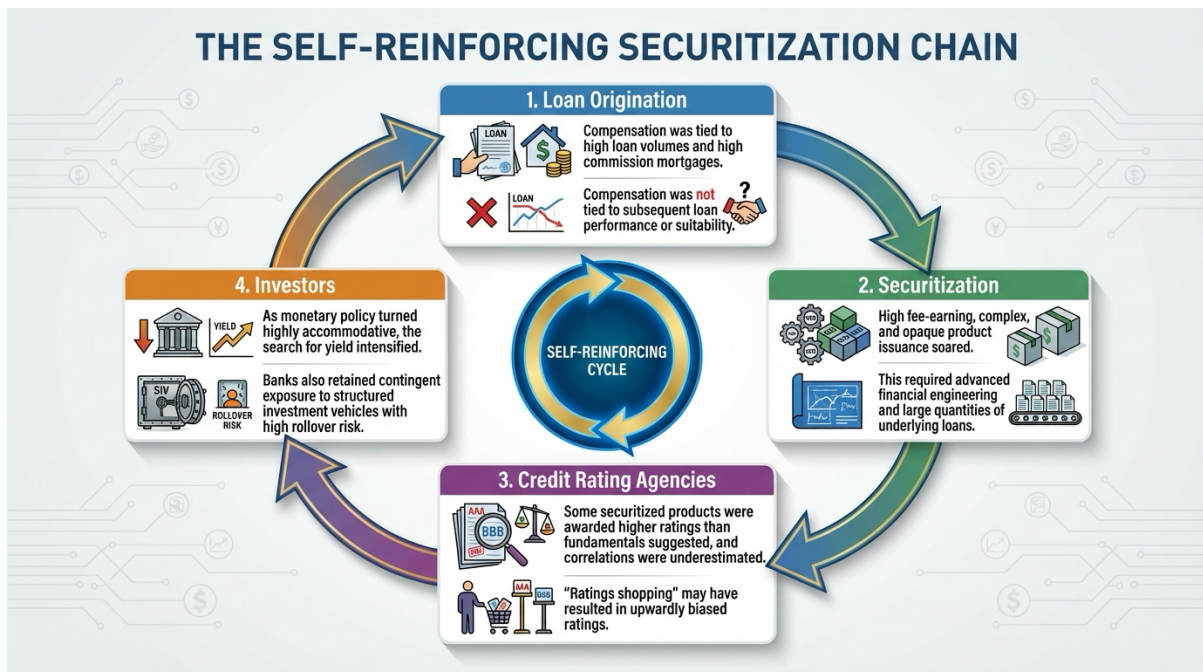 THE SELF-REINFORCING SECURITIZATION CHAIN
1. Loan Origination
LOAN
$
Compensation was tied to
high loan volumes and high
commission mortgages.
LOAN
Compensation was not
tied to subsequent loan
performance or suitability.
?
2. Securitization
High fee-earning, complex,
and opaque product
issuance soared.
$
$
This required advanced
financial engineering
and large quantities of
underlying loans.
3. Credit Rating Agencies
AAA
BBB
Some securitized products were
awarded higher ratings than
fundamentals suggested, and
correlations were underestimated.
"Ratings shopping" may have
resulted in upwardly biased
ratings.
4. Investors
YIELD
As monetary policy turned
highly accommodative, the
search for yield intensified.
SIV
ROLLOVER
RISK
Banks also retained contingent
exposure to structured
investment vehicles with
high rollover risk.
SELF-REINFORCING
CYCLE